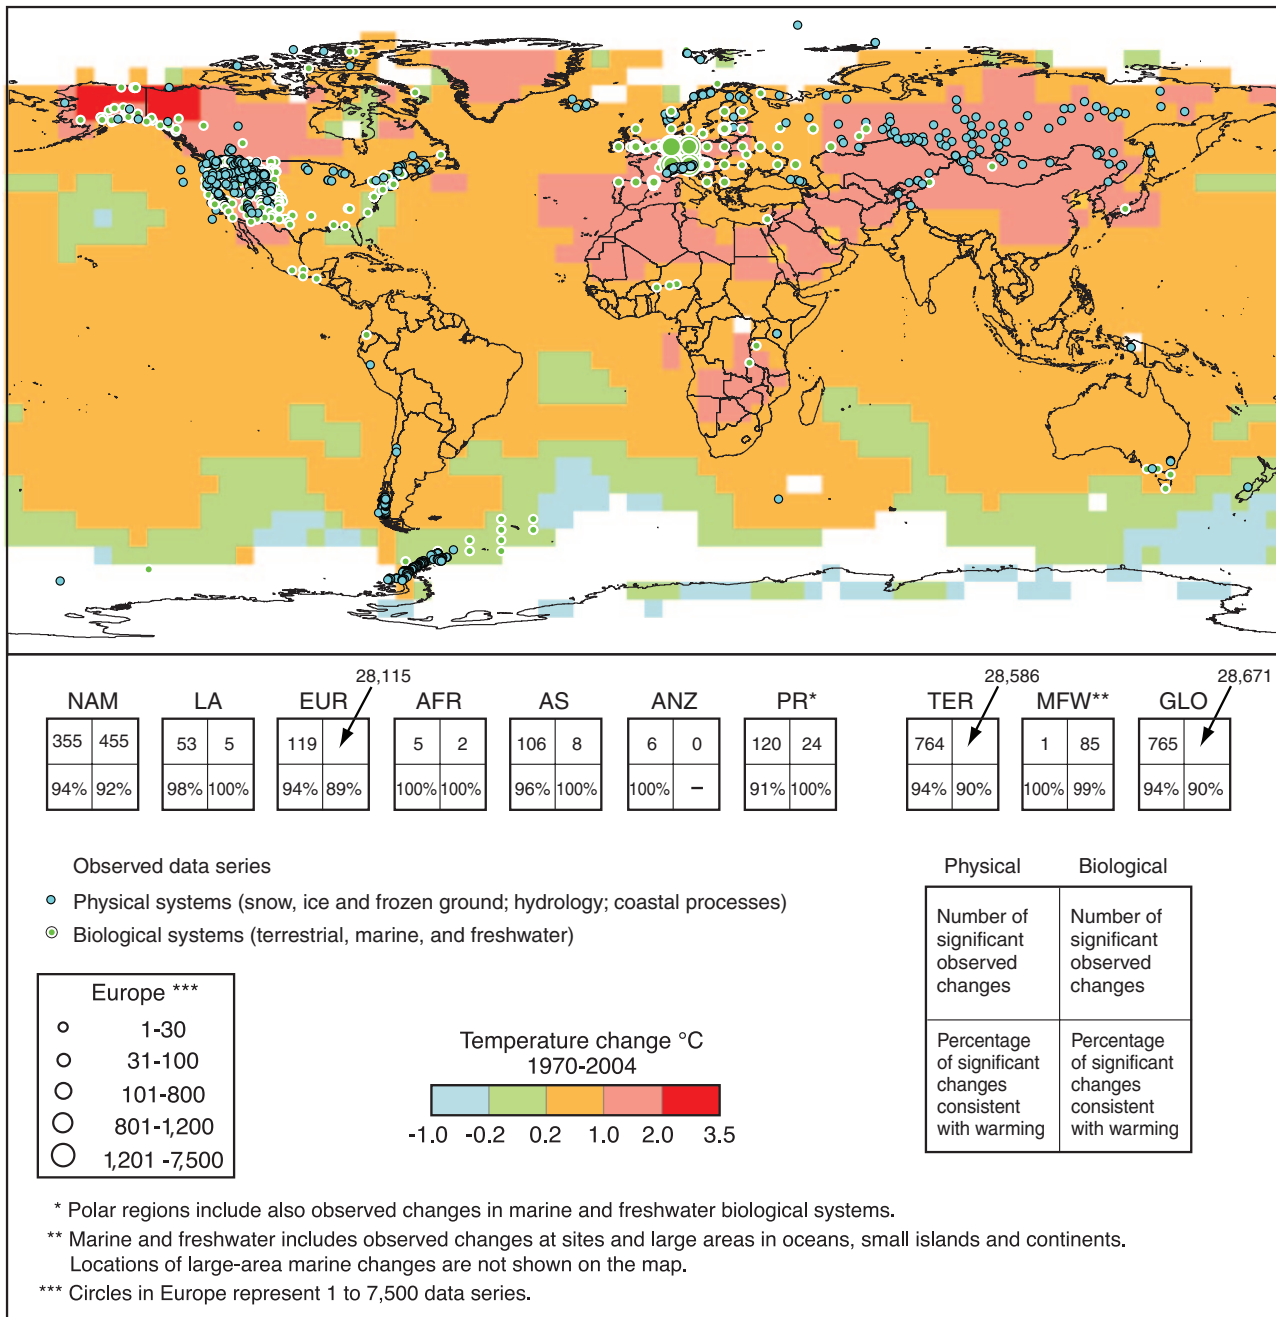 28,115 28,586 28,671
NAM LA EUR AFR AS ANZ PR* TER MFW** GLO
355 455 53 5 119 5 2 106 8 6 0 120 24 764 1 85 765
94% 92% 98% 100% 94% 89% 100% 100% 96% 100% 100% – 91% 100% 94% 90% 100% 99% 94% 90%
Observed data series
Physical systems (snow, ice and frozen ground; hydrology; coastal processes)
Biological systems (terrestrial, marine, and freshwater)
Europe ***
1-30
31-100
101-800
801-1,200
1,201 -7,500
Temperature change °C
1970-2004
-1.0 -0.2 0.2 1.0 2.0 3.5
Physical Biological
Number of
significant
observed
changes
Number of
significant
observed
changes
Percentage
of significant
changes
consistent
with warming
Percentage
of significant
changes
consistent
with warming
* Polar regions include also observed changes in marine and freshwater biological systems.
** Marine and freshwater includes observed changes at sites and large areas in oceans, small islands and continents.
Locations of large-area marine changes are not shown on the map.
*** Circles in Europe represent 1 to 7,500 data series.